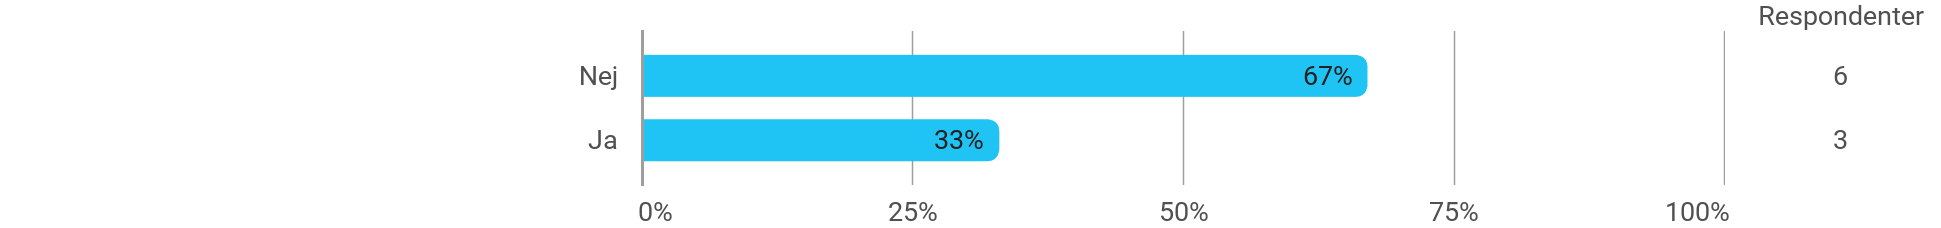 Respondenter
Nej 67% 6
Ja 33% 3
0% 25% 50% 75% 100%